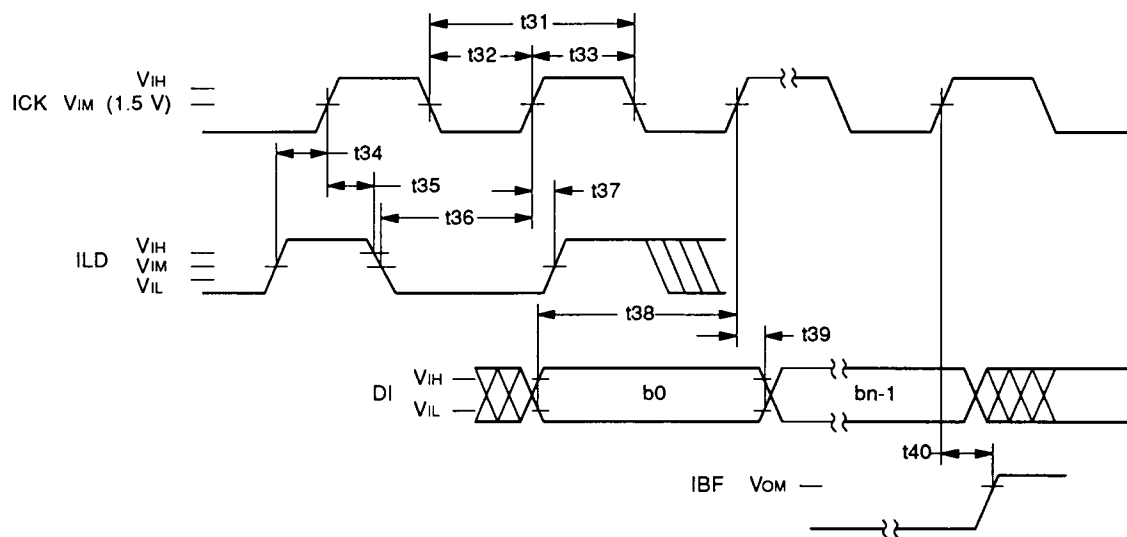 t31
t32
t33
VIH
ICK VIM (1.5 V)
t34
t35
t37
t36
VIH
ILD VIM
VIL
t38
t39
VIH
DI b0 bn-1
VIL
t40
IBF VOM